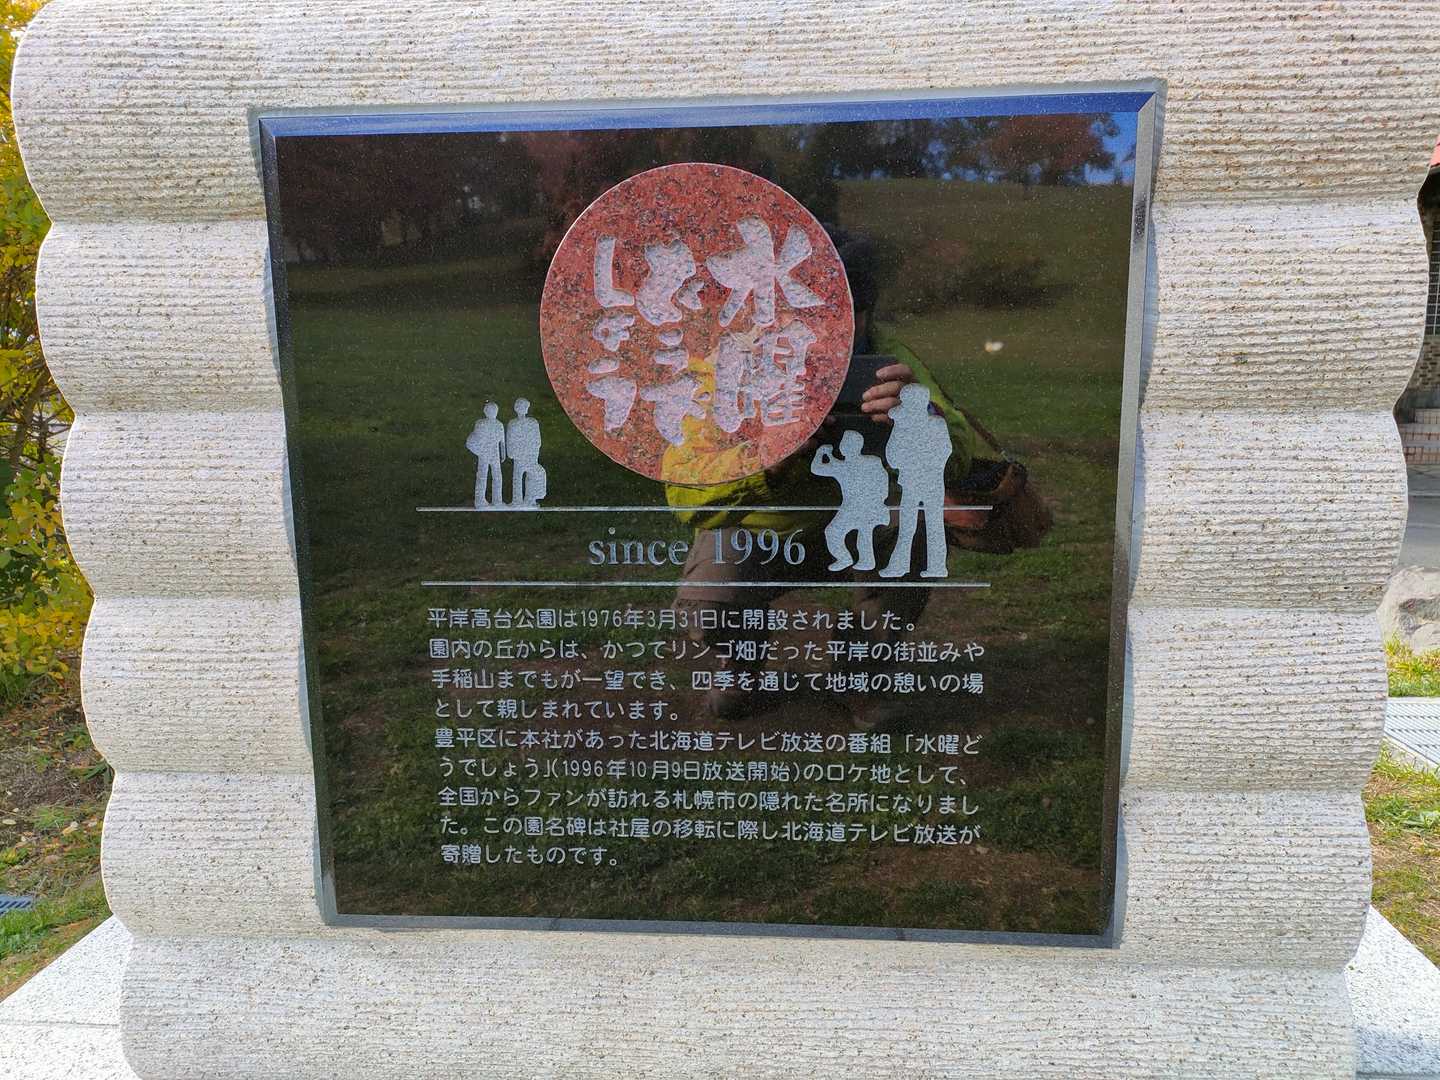 水曜
どうで
しょう
since 1996
平岸高台公園は1976年3月31日に開設されました。
園内の丘からは、かつてリンゴ畑だった平岸の街並みや
手稲山までもが一望でき、四季を通じて地域の憩いの場
として親しまれています。
豊平区に本社があった北海道テレビ放送の番組「水曜ど
うでしょう」(1996年10月9日放送開始)のロケ地として、
全国からファンが訪れる札幌市の隠れた名所になりまし
た。この園名碑は社屋の移転に際し北海道テレビ放送が
寄贈したものです。